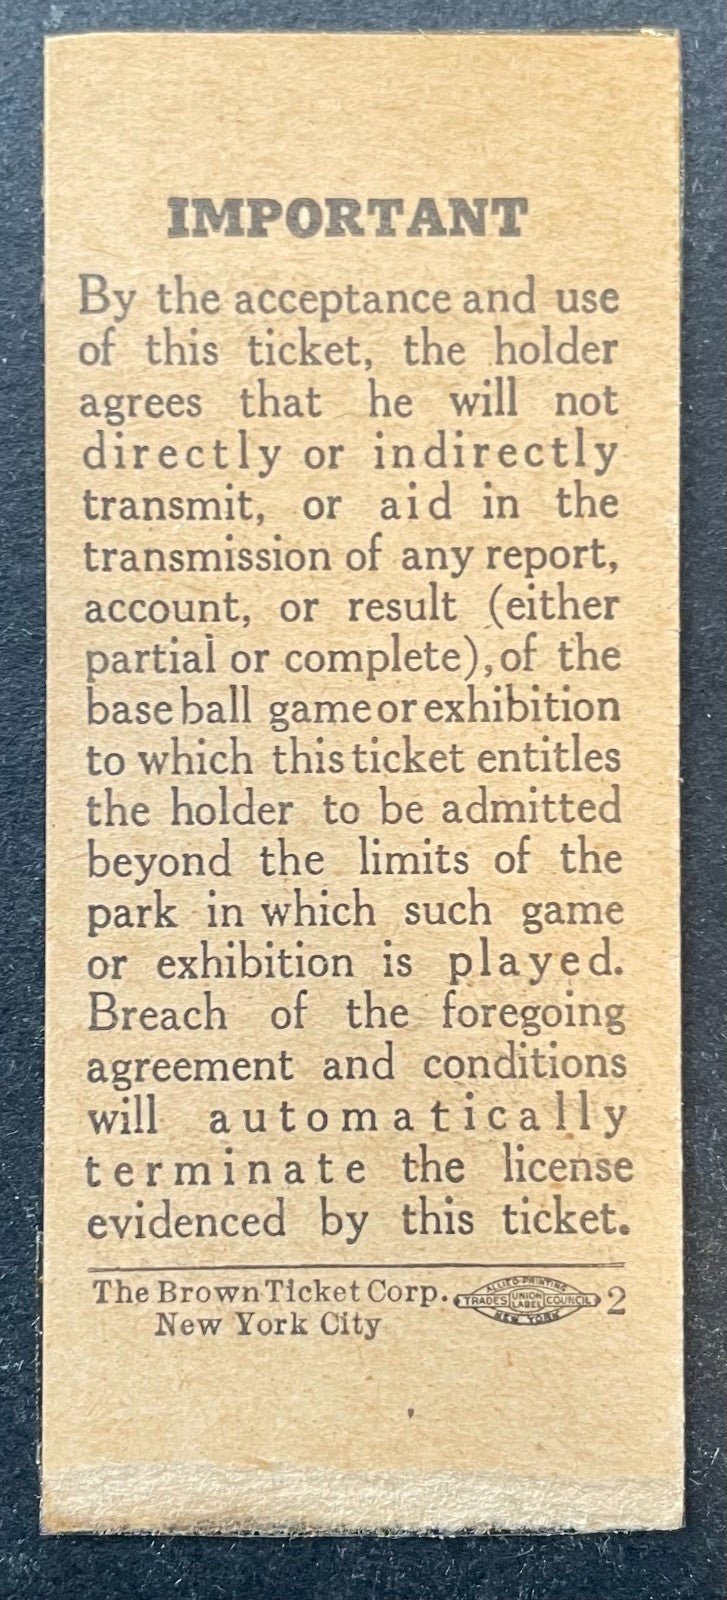 IMPORTANT
By the acceptance and use
of this ticket, the holder
agrees that he will not
directly or indirectly
transmit, or aid in the
transmission of any report,
account, or result (either
partial or complete), of the
base ball game or exhibition
to which this ticket entitles
the holder to be admitted
beyond the limits of the
park in which such game
or exhibition is played.
Breach of the foregoing
agreement and conditions
will automatically
terminate the license
evidenced by this ticket.
The Brown Ticket Corp.
New York City
ALLIED PRINTING
TRADES UNION LABEL COUNCIL
NEW YORK
2